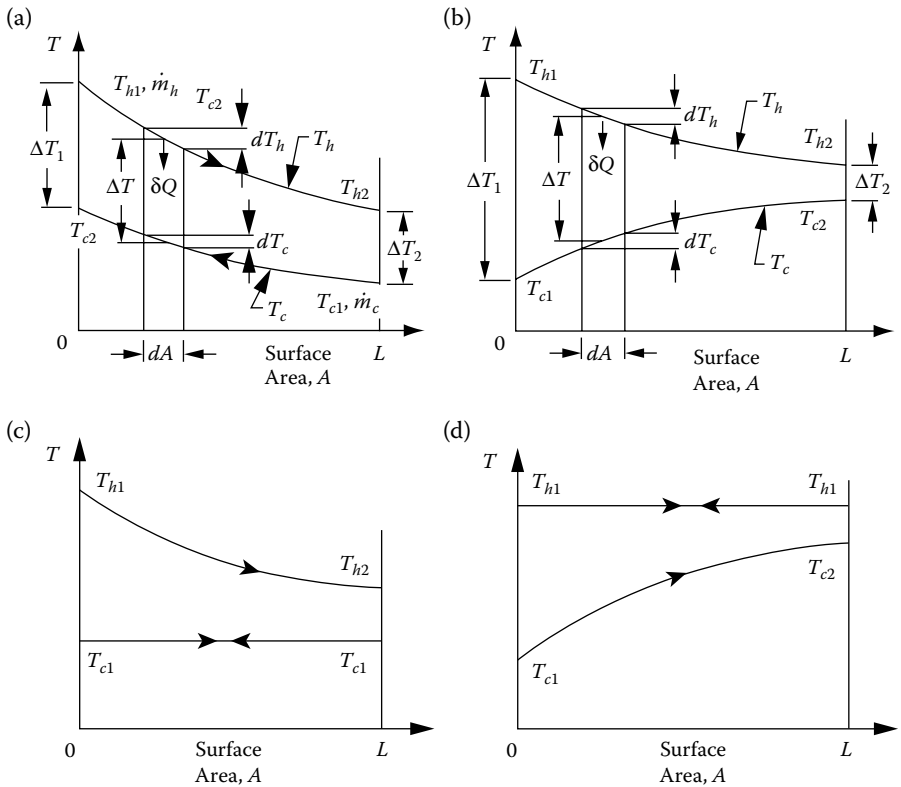 (a)
T
T_{h1}, ṁ_h
T_{c2}
dT_h
T_h
ΔT_1
ΔT
δQ
T_{h2}
T_{c2}
dT_c
ΔT_2
T_c
T_{c1}, ṁ_c
0
dA
Surface
Area, A
L
(b)
T
T_{h1}
dT_h
T_h
T_{h2}
ΔT_1
ΔT
δQ
ΔT_2
T_{c2}
dT_c
T_c
T_{c1}
0
dA
Surface
Area, A
L
(c)
T
T_{h1}
T_{h2}
T_{c1}
T_{c1}
0
Surface
Area, A
L
(d)
T
T_{h1}
T_{h1}
T_{c2}
T_{c1}
0
Surface
Area, A
L